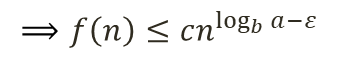 ⟹ f(n) ≤ cn^{log_b a−ε}